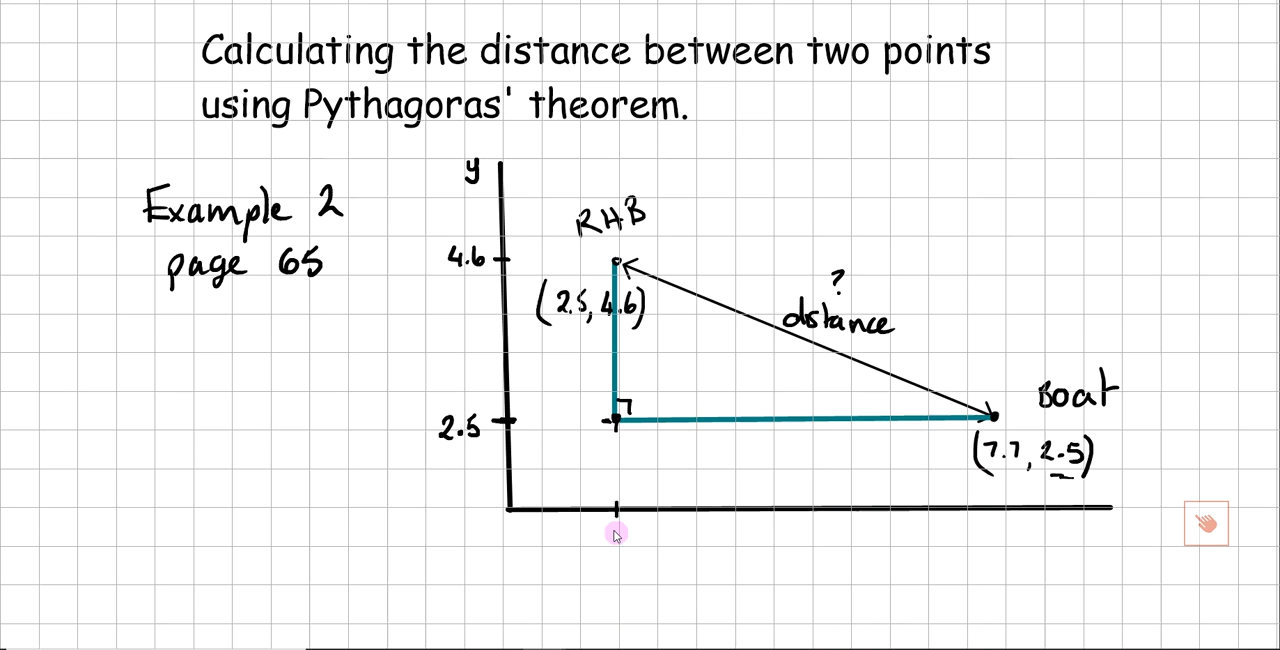 Calculating the distance between two points
using Pythagoras' theorem.
Example 2
page 65
y
RHB
4.6
(2.5, 4.6)
?
distance
Boat
2.5
(7.7, 2.5)